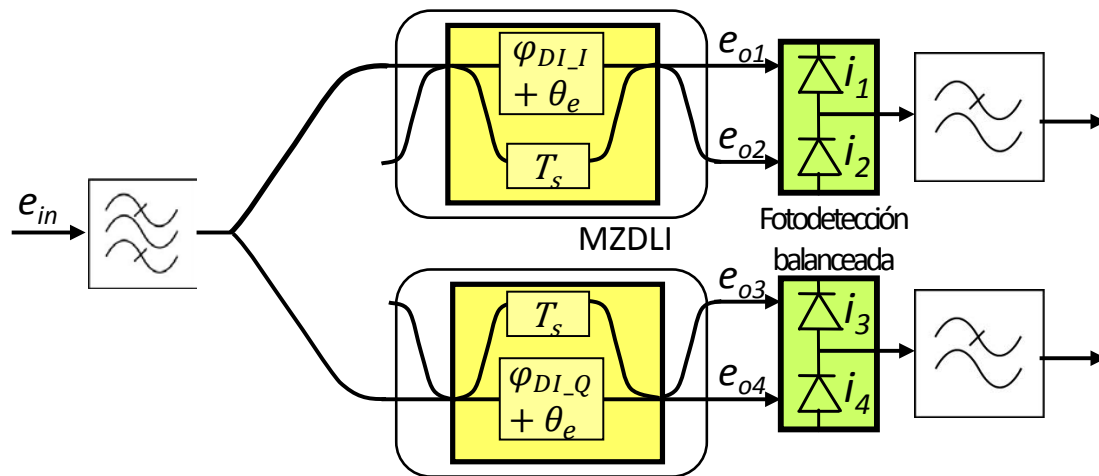 e_in
φ_DI_I
+ θ_e
T_s
e_o1
e_o2
i_1
i_2
Fotodetección
balanceada
MZDLI
T_s
φ_DI_Q
+ θ_e
e_o3
e_o4
i_3
i_4